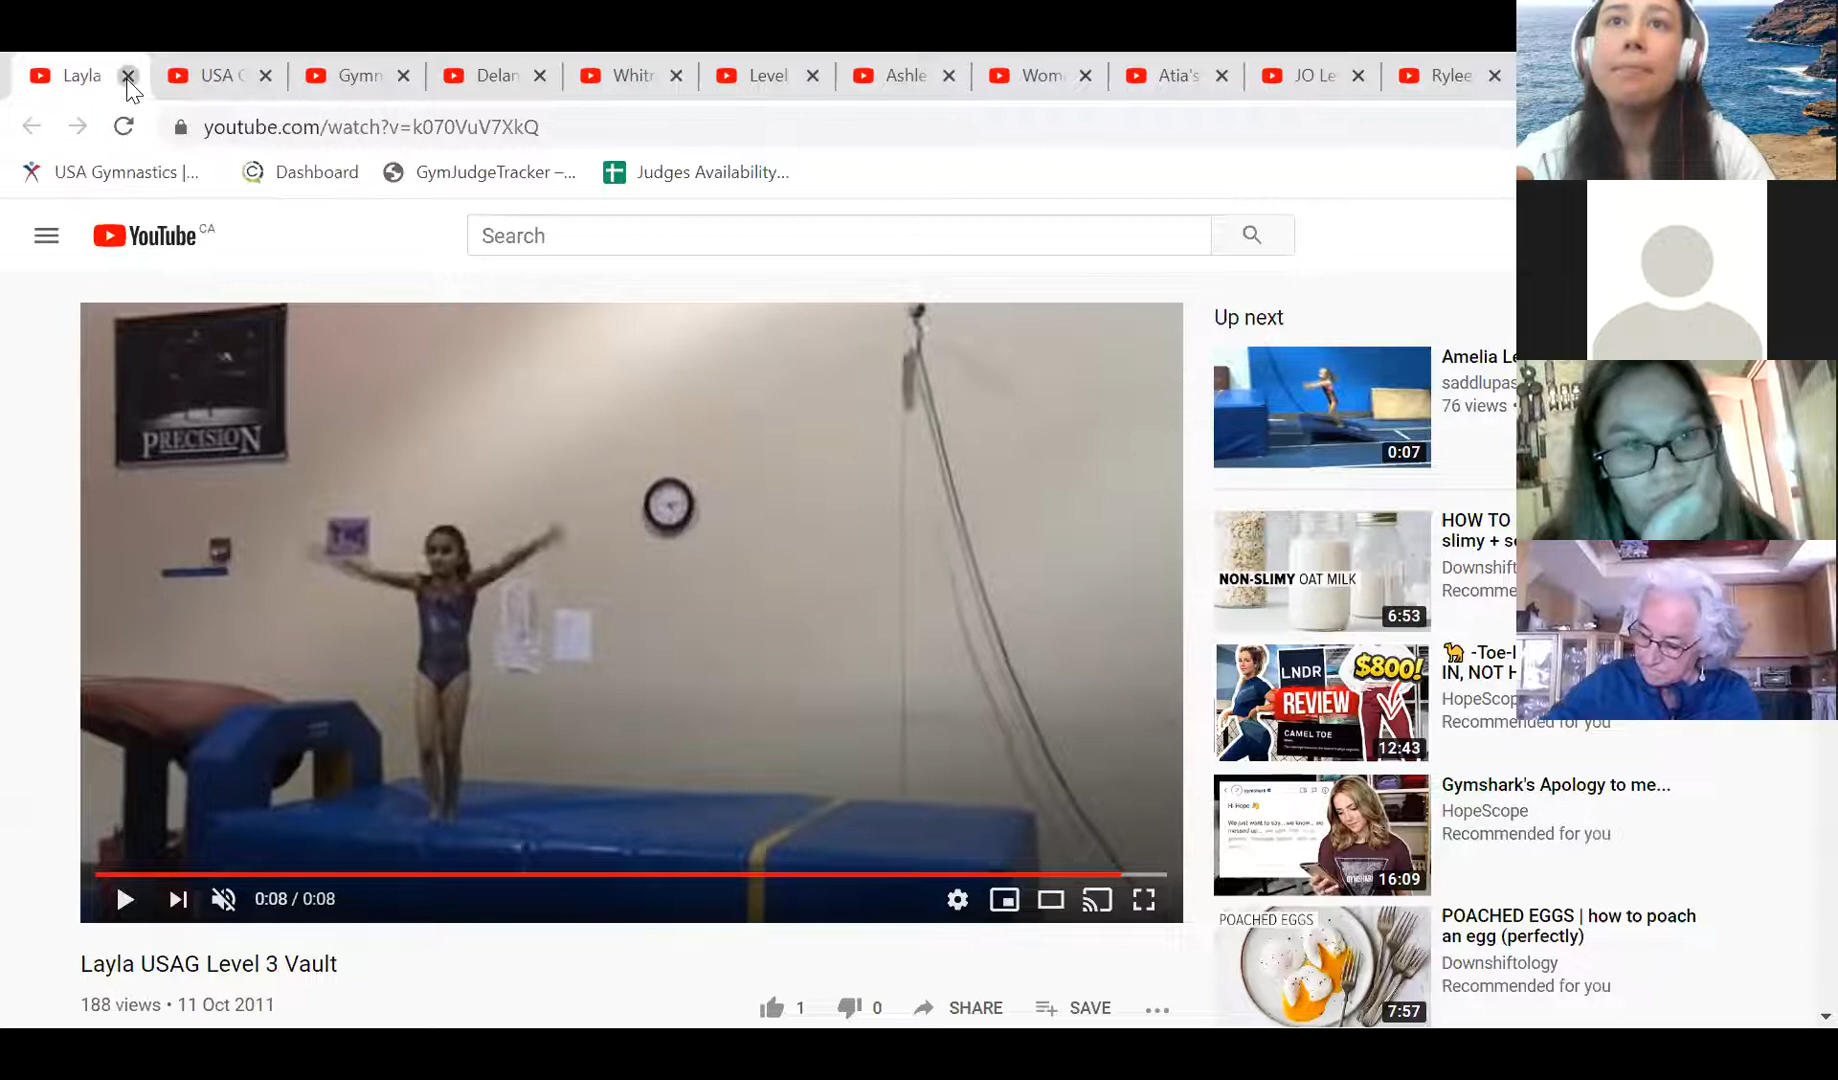 Layla
USA G
Gymn
Delan
Whitn
Level
Ashle
Wom
Atia's
JO Le
Rylee
youtube.com/watch?v=k070VuV7XkQ
USA Gymnastics |...
Dashboard
GymJudgeTracker –...
Judges Availability...
YouTube CA
Search
PRECISION
0:08 / 0:08
Layla USAG Level 3 Vault
188 views • 11 Oct 2011
1
0
SHARE
SAVE
Up next
0:07
Amelia Le
saddlupas
76 views •
NON-SLIMY OAT MILK
6:53
HOW TO
slimy + s
Downshift
Recomme
LNDR
REVIEW
$800!
CAMEL TOE
12:43
-Toe-
IN, NOT H
HopeScop
Recommended for you
Hi Hope
16:09
Gymshark's Apology to me...
HopeScope
Recommended for you
POACHED EGGS
7:57
POACHED EGGS | how to poach
an egg (perfectly)
Downshiftology
Recommended for you